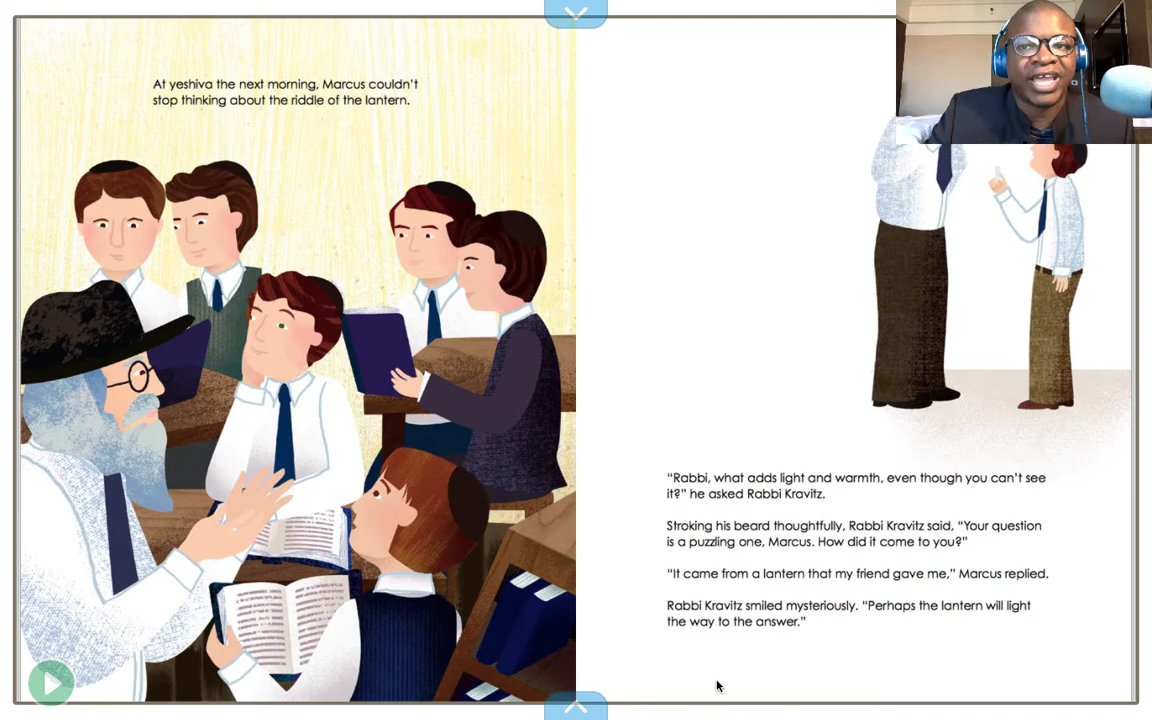 At yeshiva the next morning, Marcus couldn’t
stop thinking about the riddle of the lantern.
“Rabbi, what adds light and warmth, even though you can’t see
it?” he asked Rabbi Kravitz.
Stroking his beard thoughtfully, Rabbi Kravitz said, “Your question
is a puzzling one, Marcus. How did it come to you?”
“It came from a lantern that my friend gave me,” Marcus replied.
Rabbi Kravitz smiled mysteriously. “Perhaps the lantern will light
the way to the answer.”